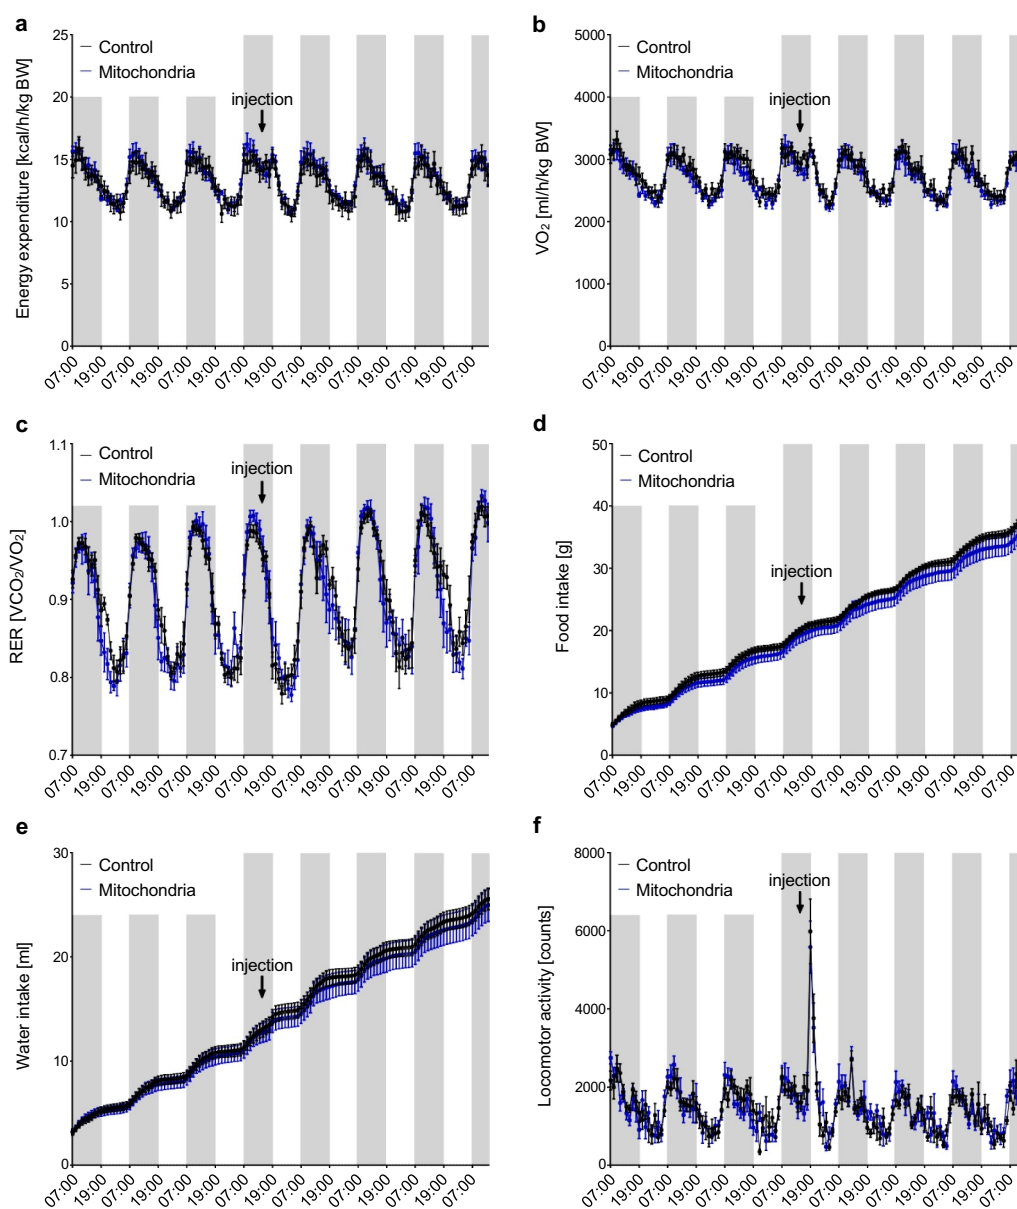 a
Energy expenditure [kcal/h/kg BW]
25
20
15
10
5
0
Control
Mitochondria
injection
07:00 19:00 07:00 19:00 07:00 19:00 07:00 19:00 07:00 19:00 07:00 19:00 07:00 19:00 07:00
b
VO₂ [ml/h/kg BW]
5000
4000
3000
2000
1000
0
Control
Mitochondria
injection
07:00 19:00 07:00 19:00 07:00 19:00 07:00 19:00 07:00 19:00 07:00 19:00 07:00 19:00 07:00
c
RER [VCO₂/VO₂]
1.1
1.0
0.9
0.8
0.7
Control
Mitochondria
injection
07:00 19:00 07:00 19:00 07:00 19:00 07:00 19:00 07:00 19:00 07:00 19:00 07:00 19:00 07:00
d
Food intake [g]
50
40
30
20
10
0
Control
Mitochondria
injection
07:00 19:00 07:00 19:00 07:00 19:00 07:00 19:00 07:00 19:00 07:00 19:00 07:00 19:00 07:00
e
Water intake [ml]
30
20
10
0
Control
Mitochondria
injection
07:00 19:00 07:00 19:00 07:00 19:00 07:00 19:00 07:00 19:00 07:00 19:00 07:00 19:00 07:00
f
Locomotor activity [counts]
8000
6000
4000
2000
0
Control
Mitochondria
injection
07:00 19:00 07:00 19:00 07:00 19:00 07:00 19:00 07:00 19:00 07:00 19:00 07:00 19:00 07:00